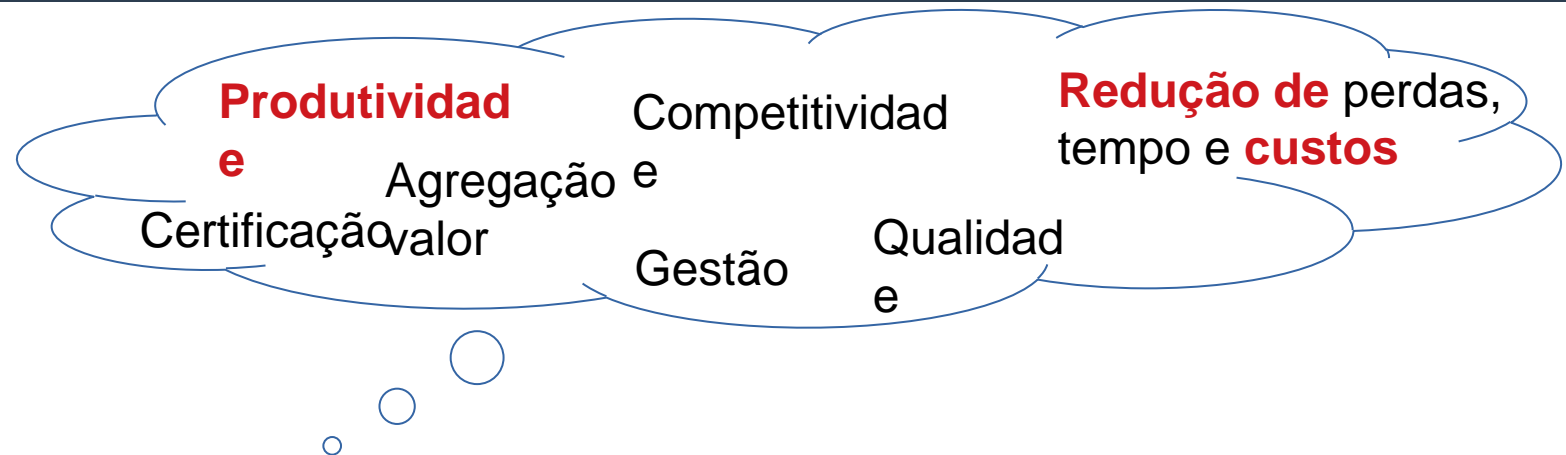 Produtividad
e
Competitividad
e
Redução de perdas,
tempo e custos
Agregação
valor
Certificação
Gestão
Qualidad
e